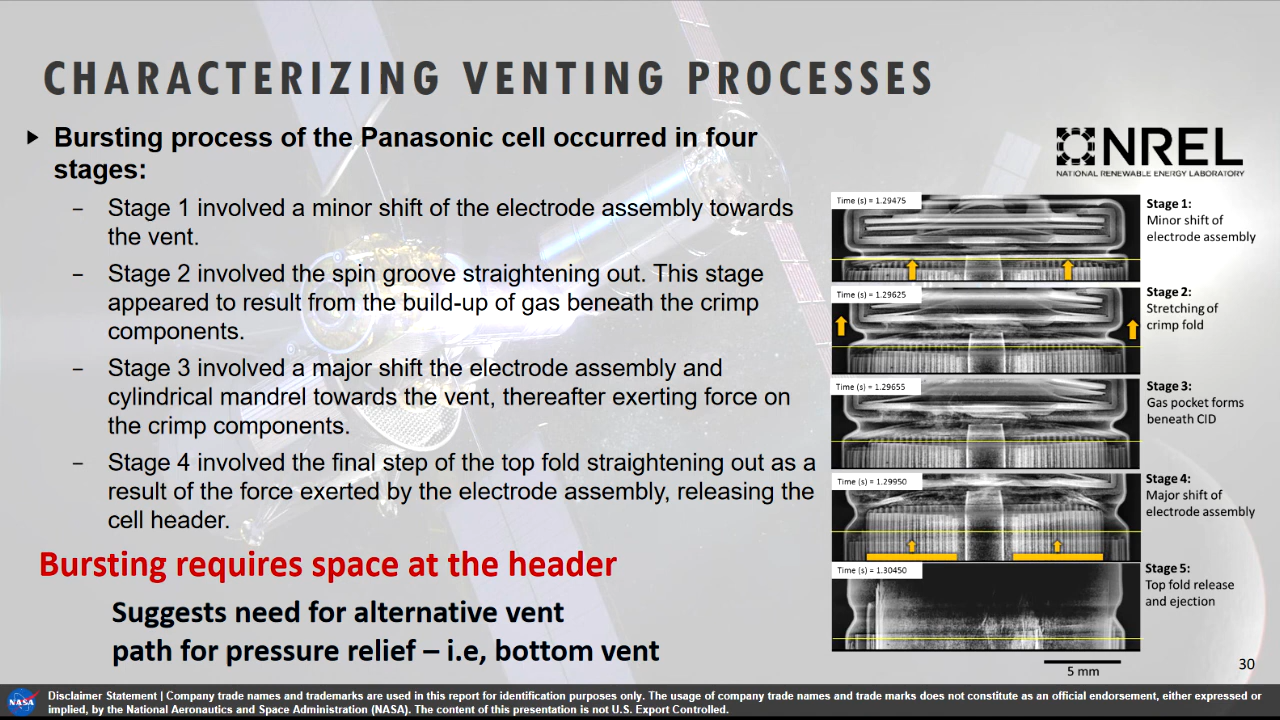 CHARACTERIZING VENTING PROCESSES
Bursting process of the Panasonic cell occurred in four
stages:
– Stage 1 involved a minor shift of the electrode assembly towards
the vent.
– Stage 2 involved the spin groove straightening out. This stage
appeared to result from the build-up of gas beneath the crimp
components.
– Stage 3 involved a major shift the electrode assembly and
cylindrical mandrel towards the vent, thereafter exerting force on
the crimp components.
– Stage 4 involved the final step of the top fold straightening out as a
result of the force exerted by the electrode assembly, releasing the
cell header.
Bursting requires space at the header
Suggests need for alternative vent
path for pressure relief – i.e, bottom vent
NREL
NATIONAL RENEWABLE ENERGY LABORATORY
Time (s) = 1.29475
Stage 1:
Minor shift of
electrode assembly
Time (s) = 1.29625
Stage 2:
Stretching of
crimp fold
Time (s) = 1.29655
Stage 3:
Gas pocket forms
beneath CID
Time (s) = 1.29950
Stage 4:
Major shift of
electrode assembly
Time (s) = 1.30450
Stage 5:
Top fold release
and ejection
5 mm
30
NASA
Disclaimer Statement | Company trade names and trademarks are used in this report for identification purposes only. The usage of company trade names and trade marks does not constitute as an official endorsement, either expressed or
implied, by the National Aeronautics and Space Administration (NASA). The content of this presentation is not U.S. Export Controlled.